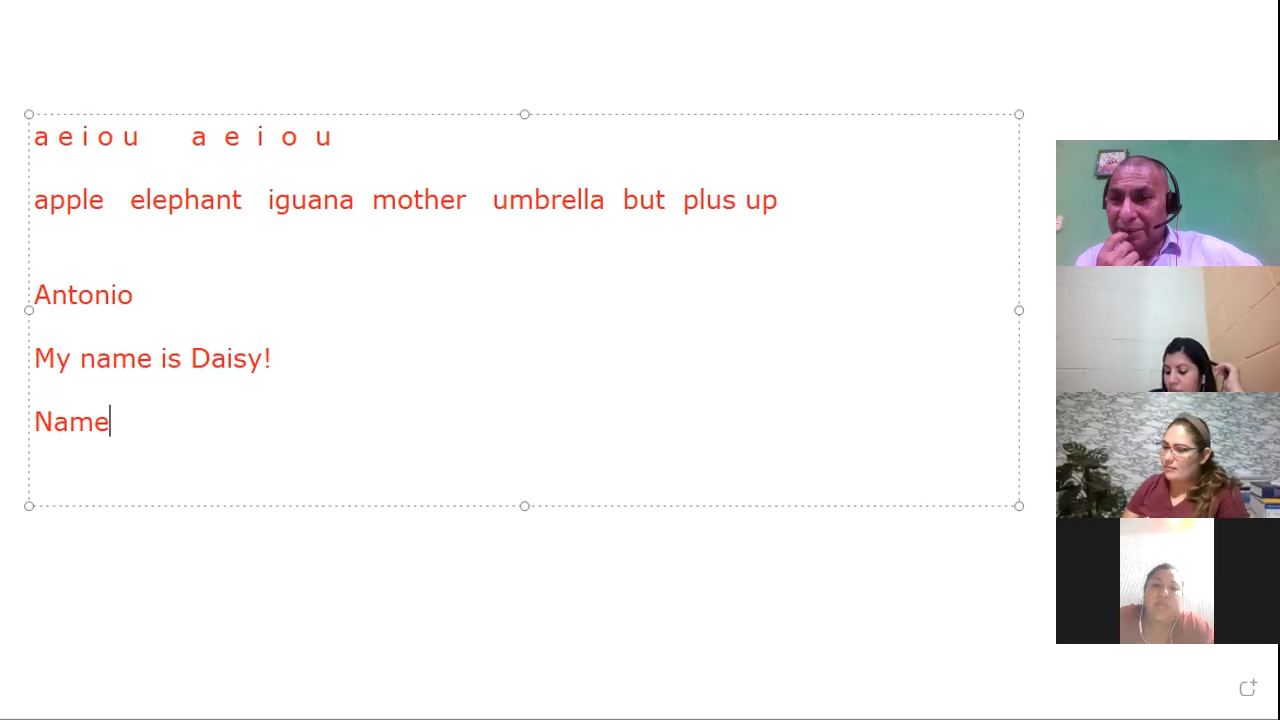 a e i o u a e i o u
apple elephant iguana mother umbrella but plus up
Antonio
My name is Daisy!
Name